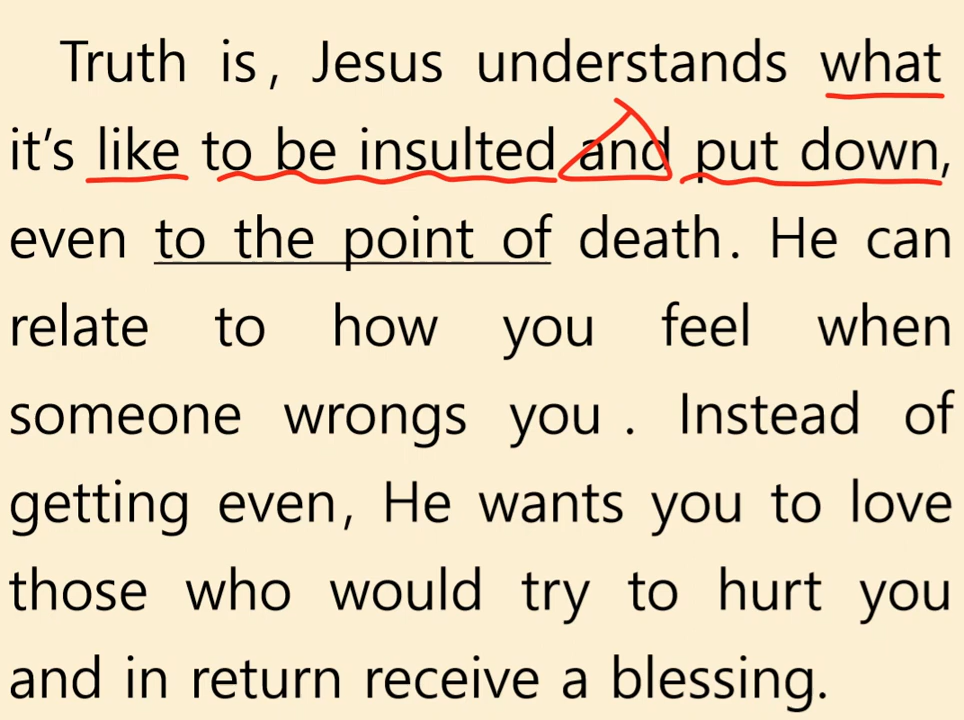 Truth is, Jesus understands what
it's like to be insulted and put down,
even to the point of death. He can
relate to how you feel when
someone wrongs you. Instead of
getting even, He wants you to love
those who would try to hurt you
and in return receive a blessing.